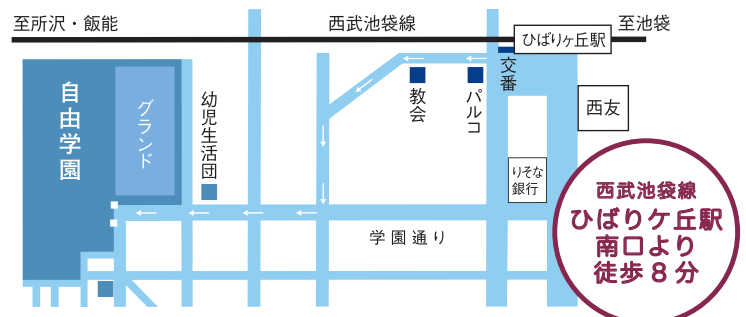 至所沢・飯能
西武池袋線
ひばりヶ丘駅
至池袋
交番
教会
パルコ
西友
自由学園
グランド
幼児生活団
りそな
銀行
学園通り
西武池袋線
ひばりケ丘駅
南口より
徒歩8分